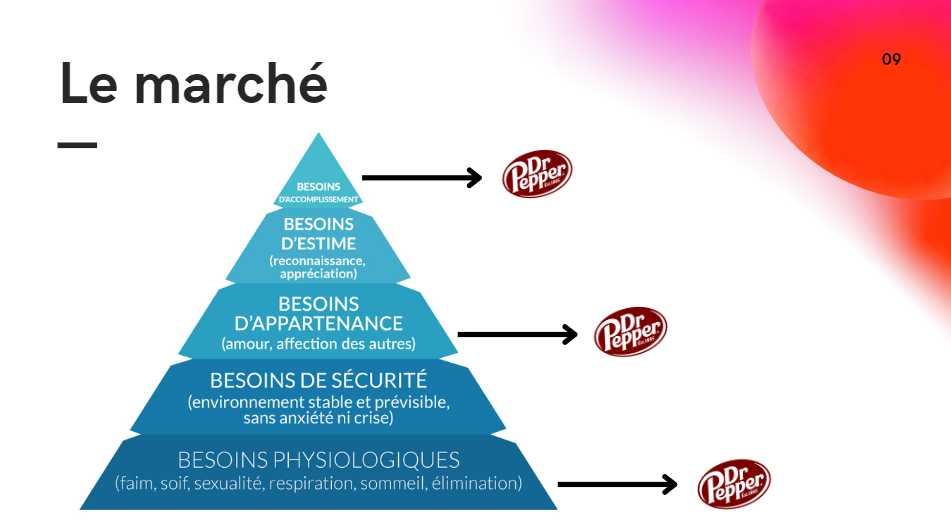 09
Le marché
BESOINS
D'ACCOMPLISSEMENT
Dr
Pepper
BESOINS
D'ESTIME
(reconnaissance,
appréciation)
BESOINS
D'APPARTENANCE
(amour, affection des autres)
Dr
Pepper
BESOINS DE SÉCURITÉ
(environnement stable et prévisible,
sans anxiété ni crise)
BESOINS PHYSIOLOGIQUES
(faim, soif, sexualité, respiration, sommeil, élimination)
Dr
Pepper